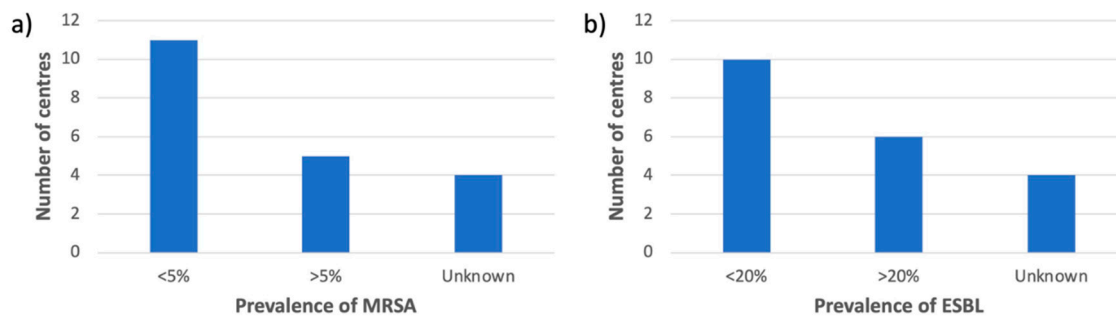 a)
Number of centres
12
10
8
6
4
2
0
<5%
>5%
Unknown
Prevalence of MRSA
b)
Number of centres
12
10
8
6
4
2
0
<20%
>20%
Unknown
Prevalence of ESBL